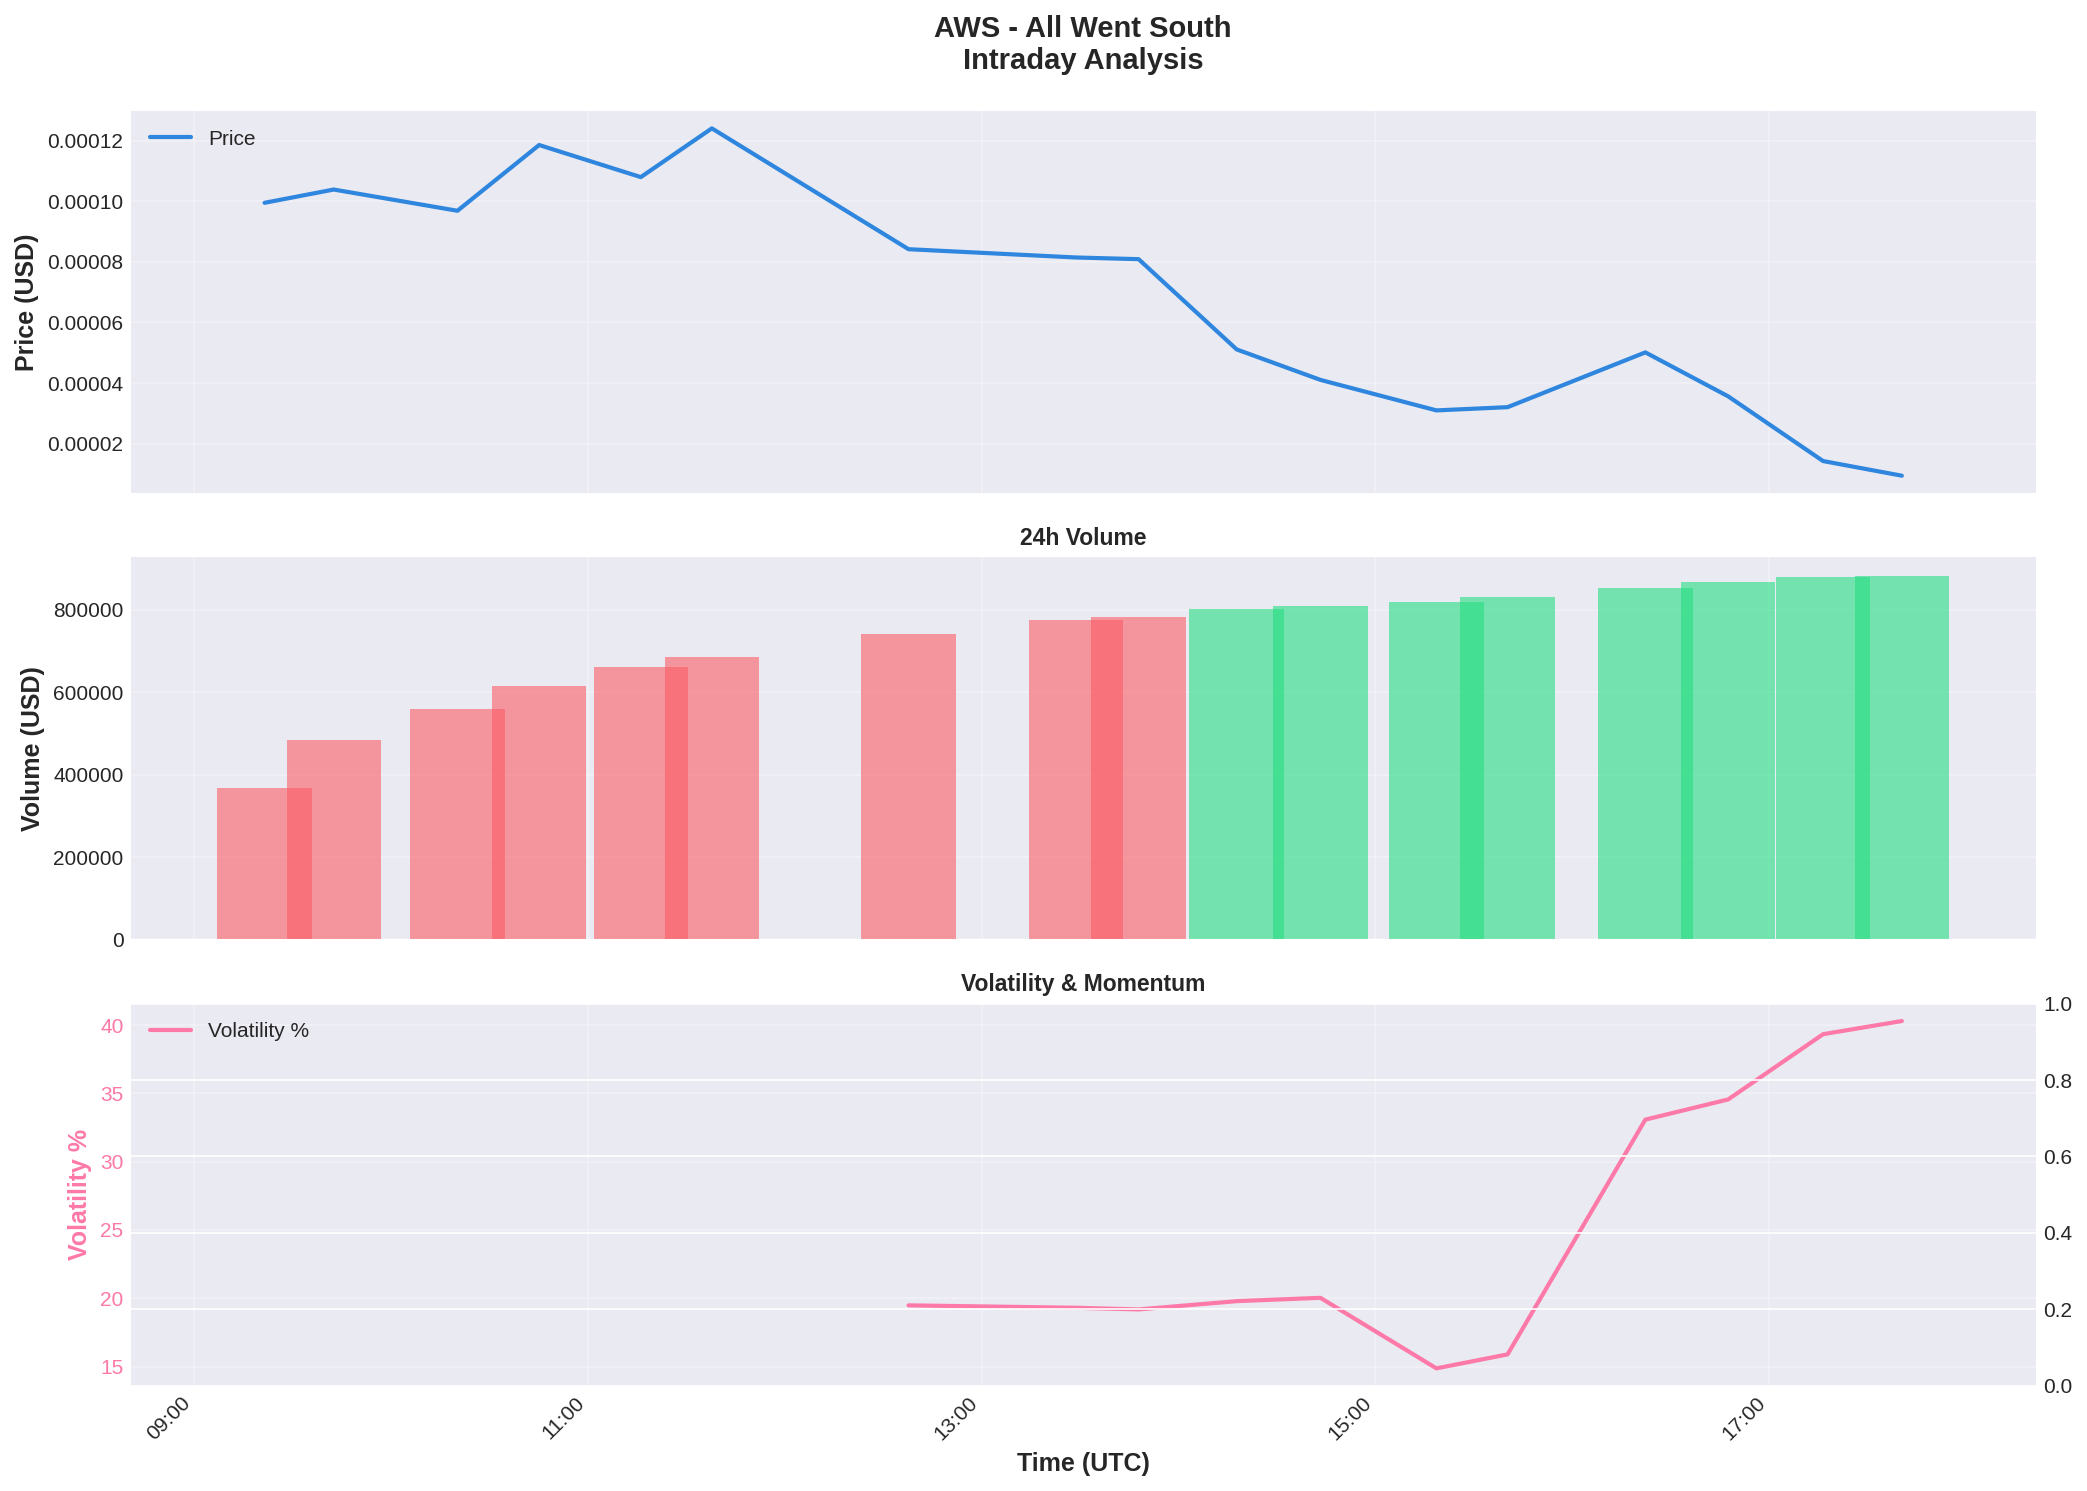 AWS - All Went South
Intraday Analysis
Price
0.00012
0.00010
0.00008
0.00006
0.00004
0.00002
Price (USD)
24h Volume
800000
600000
400000
200000
0
Volume (USD)
Volatility & Momentum
Volatility %
40
35
30
25
20
15
Volatility %
1.0
0.8
0.6
0.4
0.2
0.0
09:00
11:00
13:00
15:00
17:00
Time (UTC)